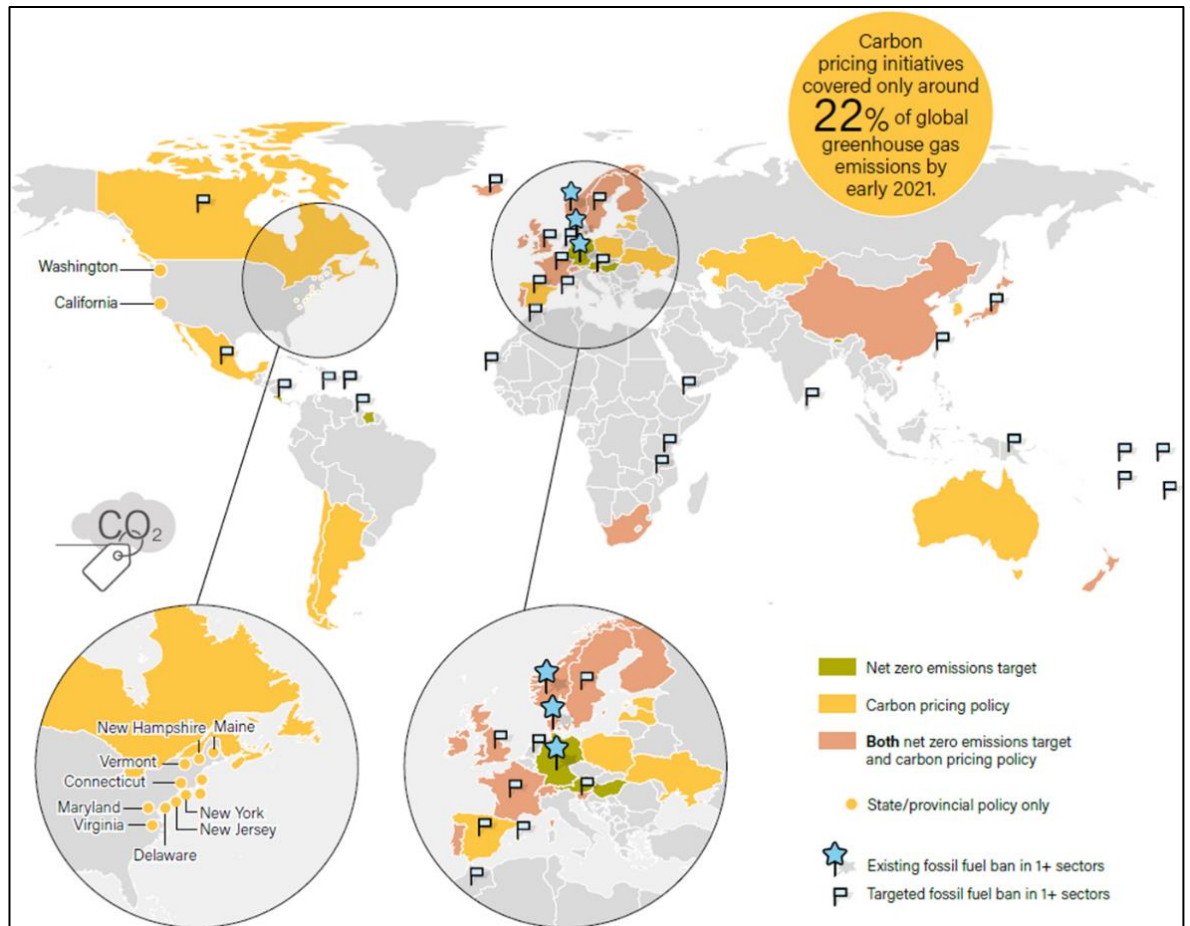 Carbon
pricing initiatives
covered only around
22% of global
greenhouse gas
emissions by
early 2021.
Washington
California
CO2
New Hampshire
Maine
Vermont
Connecticut
Maryland
New York
Virginia
New Jersey
Delaware
Net zero emissions target
Carbon pricing policy
Both net zero emissions target
and carbon pricing policy
State/provincial policy only
Existing fossil fuel ban in 1+ sectors
Targeted fossil fuel ban in 1+ sectors